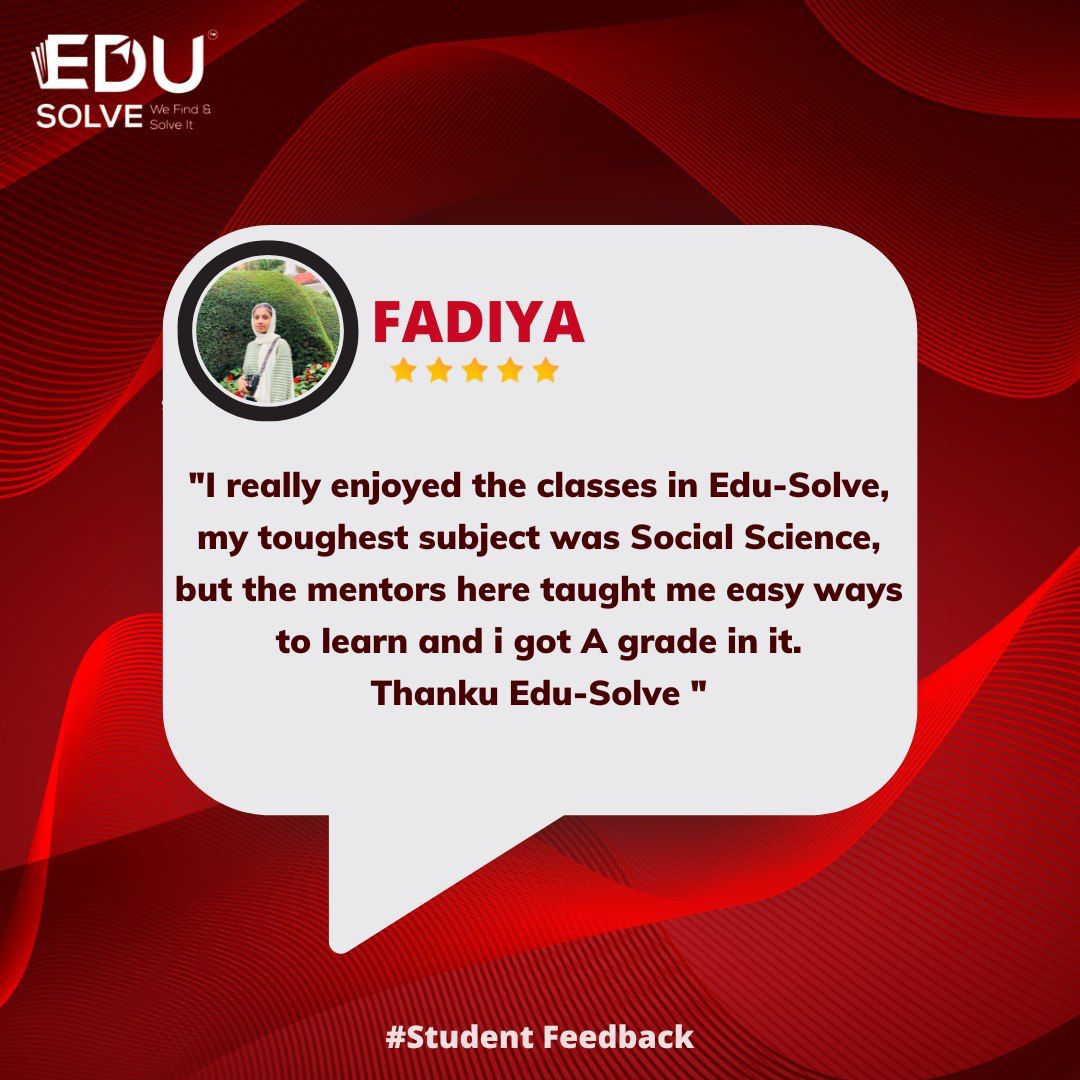 EDU™
SOLVE We Find &
Solve It
FADIYA
"I really enjoyed the classes in Edu-Solve,
my toughest subject was Social Science,
but the mentors here taught me easy ways
to learn and i got A grade in it.
Thanku Edu-Solve "
#Student Feedback